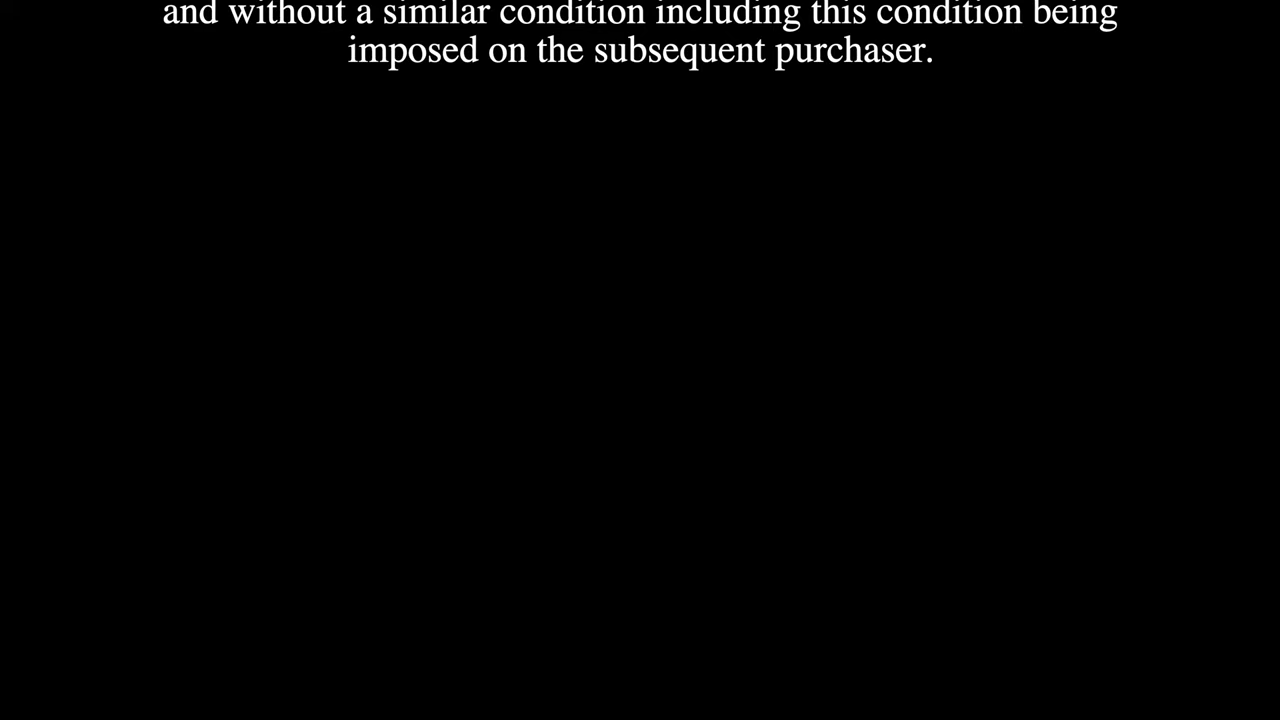 and without a similar condition including this condition being
imposed on the subsequent purchaser.